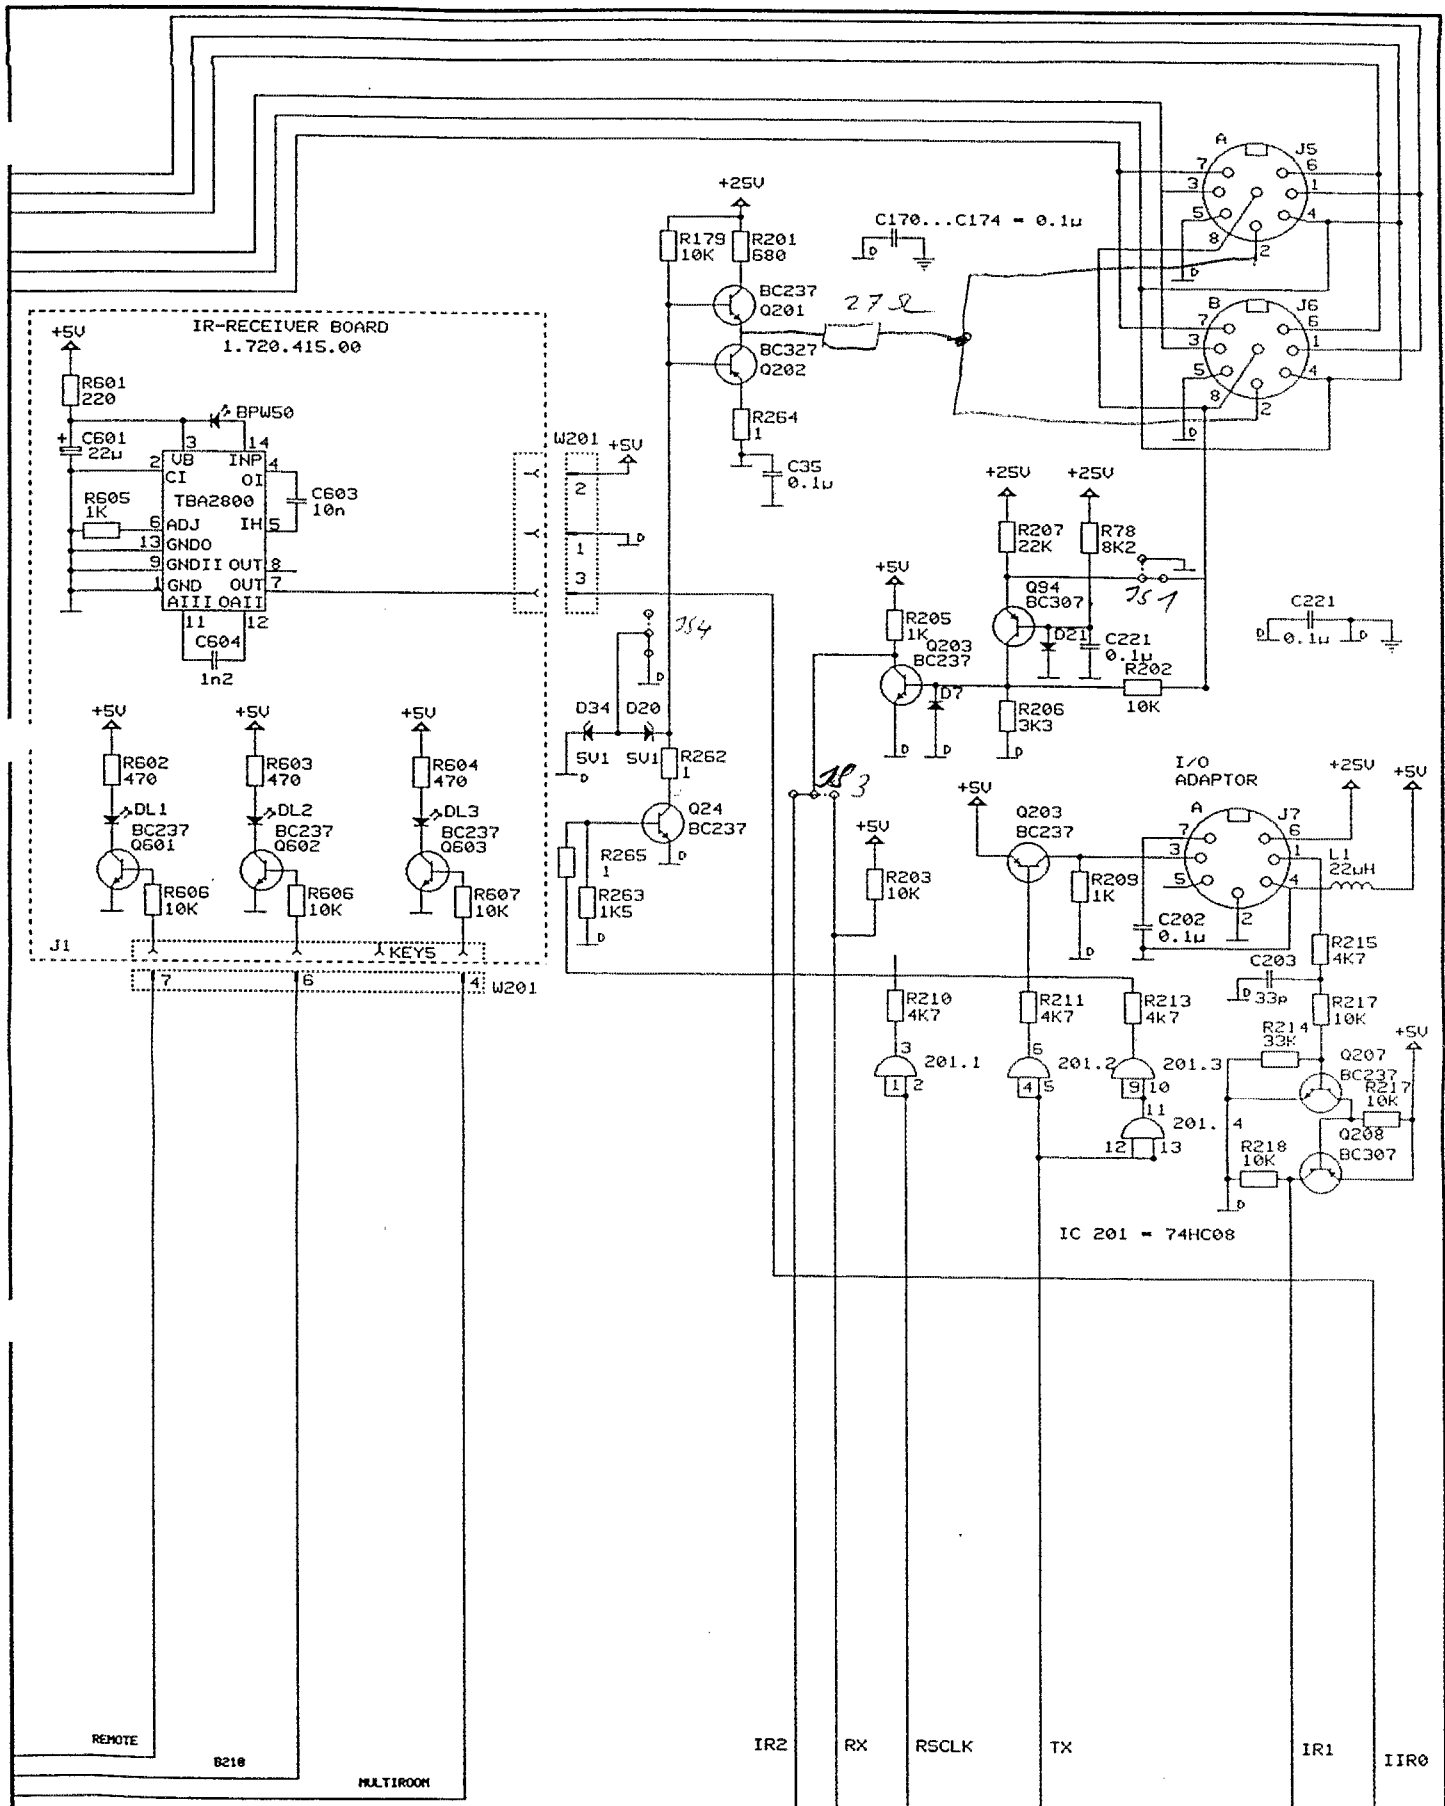 A
J5
7 6
3 1
5 4
8 2
D
+25V
R179
10K
R201
680
C170...C174 = 0.1µ
D
BC237
Q201
27 Ω
BC327
Q202
R264
1
C35
0.1µ
B
J6
7 6
3 1
5 4
8 2
D
IR-RECEIVER BOARD
1.720.415.00
+5V
R601
220
BPW50
+ C601
22µ
3 14
2 VB INP 4
CI OI
TBA2800
C603
10n
R605
1K
6 ADJ IH 5
13 GNDO
9 GNDII OUT 8
1 GND OUT 7
AIII OAII
11 12
C604
1n2
W201
+5V
2
1
D
3
JS4
D
+25V +25V
R207
22K
R78
8K2
JS1
+5V
Q94
BC307
R205
1K
Q203
BC237
D21
C221
0.1µ
D7
R202
10K
R206
3K3
D D D
C221
0.1µ
D D
+5V +5V +5V
R602
470
R603
470
R604
470
DL1 DL2 DL3
BC237
Q601
BC237
Q602
BC237
Q603
R606
10K
R606
10K
R607
10K
J1
KEY5
7 6 4 W201
D34 D20
5V1 5V1
D
R262
1
Q24
BC237
D
R265
1
R263
1K5
D
JS3
+5V
R203
10K
+5V
Q203
BC237
R209
1K
D
C202
0.1µ
I/O
ADAPTOR
A
J7
7 6
3 1
5 4
2
+25V +5V
L1
22µH
R215
4K7
C203
33p
D
R217
10K
R214
33K
Q207
BC237
+5V
R217
10K
Q208
BC307
R218
10K
D
R210
4K7
R211
4K7
R213
4k7
3
201.1
1 2
6
201.2
4 5
201.3
9 10
11
201. 4
12 13
IC 201 = 74HC08
REMOTE
B210
MULTIROOM
IR2 RX RSCLK TX IR1 IIR0